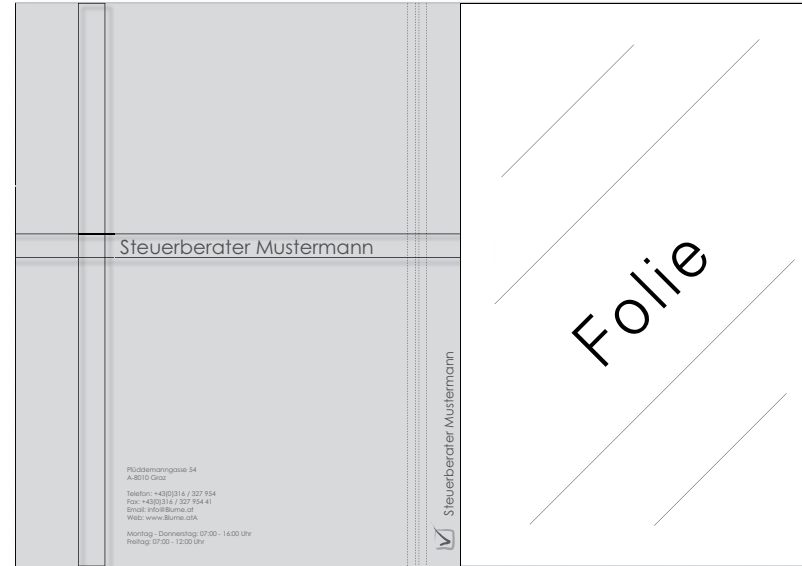 Steuerberater Mustermann
Plüddemanngasse 54
A-8010 Graz
Telefon: +43(0)316 / 327 954
Fax: +43(0)316 / 327 954 41
Email: info@Blume.at
Web: www.Blume.atA
Montag - Donnerstag: 07:00 - 16:00 Uhr
Freitag: 07:00 - 12:00 Uhr
Steuerberater Mustermann
Folie